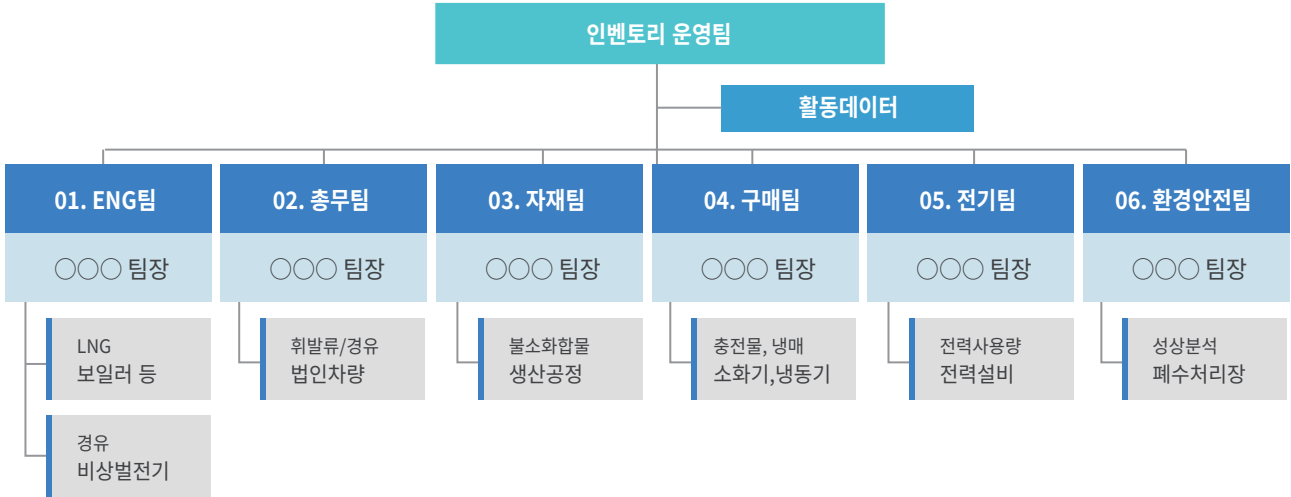 인벤토리 운영팀
활동데이터
01. ENG팀
02. 총무팀
03. 자재팀
04. 구매팀
05. 전기팀
06. 환경안전팀
○○○ 팀장
○○○ 팀장
○○○ 팀장
○○○ 팀장
○○○ 팀장
○○○ 팀장
LNG
보일러 등
휘발류/경유
법인차량
불소화합물
생산공정
충전물, 냉매
소화기,냉동기
전력사용량
전력설비
성상분석
폐수처리장
경유
비상벌전기